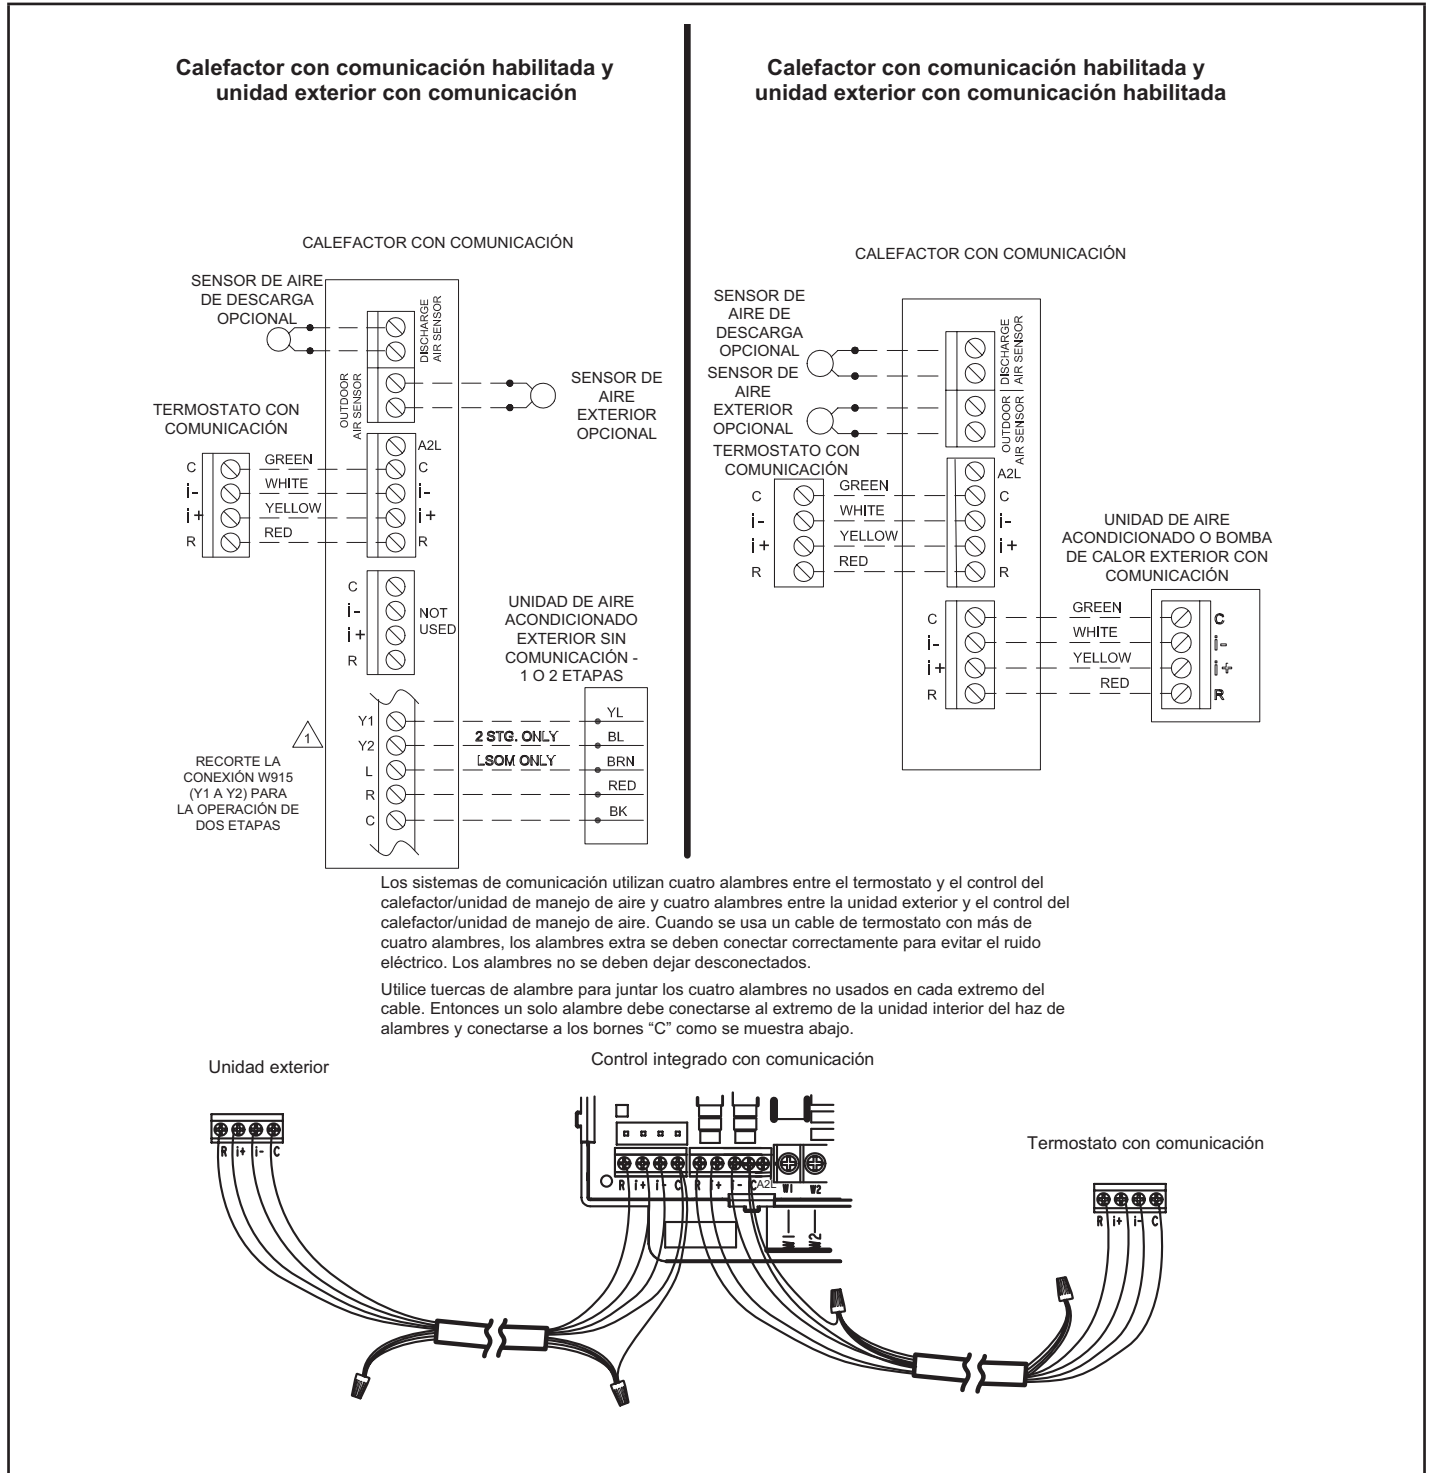 Calefactor con comunicación habilitada y
unidad exterior con comunicación
CALEFACTOR CON COMUNICACIÓN
SENSOR DE AIRE
DE DESCARGA
OPCIONAL
DISCHARGE
AIR SENSOR
OUTDOOR
AIR SENSOR
SENSOR DE
AIRE
EXTERIOR
OPCIONAL
TERMOSTATO CON
COMUNICACIÓN
A2L
C GREEN C
i- WHITE i-
i+ YELLOW i+
R RED R
C
i-
i+
R
NOT
USED
UNIDAD DE AIRE
ACONDICIONADO
EXTERIOR SIN
COMUNICACIÓN -
1 O 2 ETAPAS
1
RECORTE LA
CONEXIÓN W915
(Y1 A Y2) PARA
LA OPERACIÓN DE
DOS ETAPAS
Y1 YL
Y2 2 STG. ONLY BL
L LSOM ONLY BRN
R RED
C BK
Calefactor con comunicación habilitada y
unidad exterior con comunicación habilitada
CALEFACTOR CON COMUNICACIÓN
SENSOR DE
AIRE DE
DESCARGA
OPCIONAL
SENSOR DE
AIRE
EXTERIOR
OPCIONAL
DISCHARGE
AIR SENSOR
OUTDOOR
AIR SENSOR
TERMOSTATO CON
COMUNICACIÓN
A2L
C GREEN C
i- WHITE i-
i+ YELLOW i+
R RED R
UNIDAD DE AIRE
ACONDICIONADO O BOMBA
DE CALOR EXTERIOR CON
COMUNICACIÓN
C GREEN C
i- WHITE i-
i+ YELLOW i+
R RED R
Los sistemas de comunicación utilizan cuatro alambres entre el termostato y el control del
calefactor/unidad de manejo de aire y cuatro alambres entre la unidad exterior y el control del
calefactor/unidad de manejo de aire. Cuando se usa un cable de termostato con más de
cuatro alambres, los alambres extra se deben conectar correctamente para evitar el ruido
eléctrico. Los alambres no se deben dejar desconectados.
Utilice tuercas de alambre para juntar los cuatro alambres no usados en cada extremo del
cable. Entonces un solo alambre debe conectarse al extremo de la unidad interior del haz de
alambres y conectarse a los bornes “C” como se muestra abajo.
Unidad exterior
R i+ i- C
Control integrado con comunicación
R i+ i- C R i+ i- C A2L W1 W2
W1 W2
Termostato con comunicación
R i+ i- C